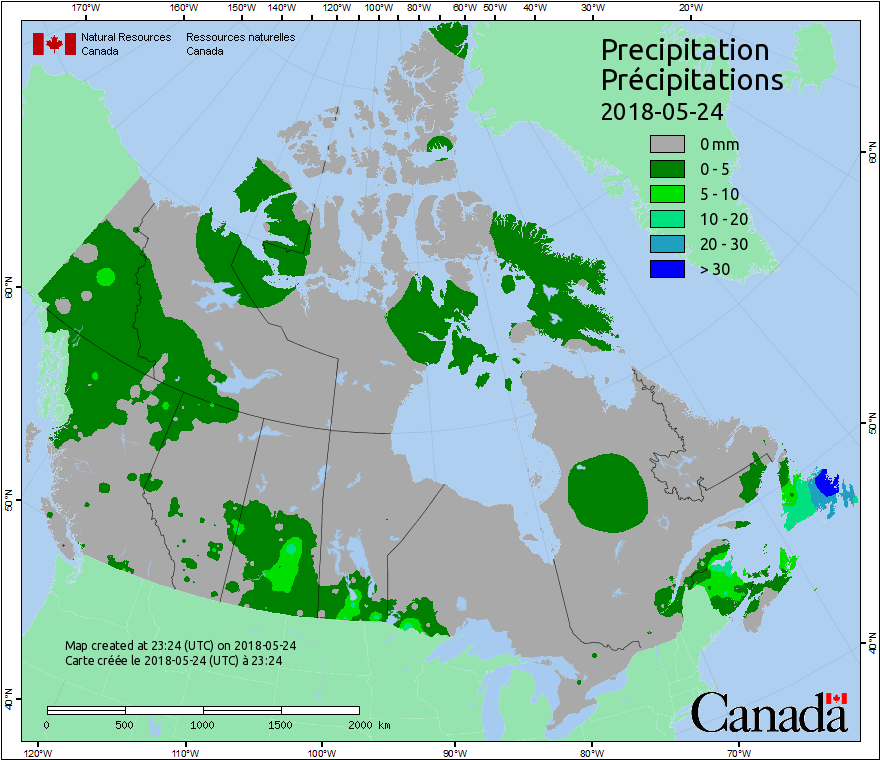 170°W 160°W 150°W 140°W 130°W 120°W 110°W 100°W 90°W 80°W 70°W 60°W 50°W 40°W 30°W 20°W
Natural Resources Canada
Ressources naturelles Canada
Precipitation
Précipitations
2018-05-24
0 mm
0 - 5
5 - 10
10 - 20
20 - 30
> 30
60°N
60°N
50°N
50°N
40°N
40°N
Map created at 23:24 (UTC) on 2018-05-24
Carte créée le 2018-05-24 (UTC) à 23:24
0 500 1000 1500 2000 km
Canada
120°W 110°W 100°W 90°W 80°W 70°W